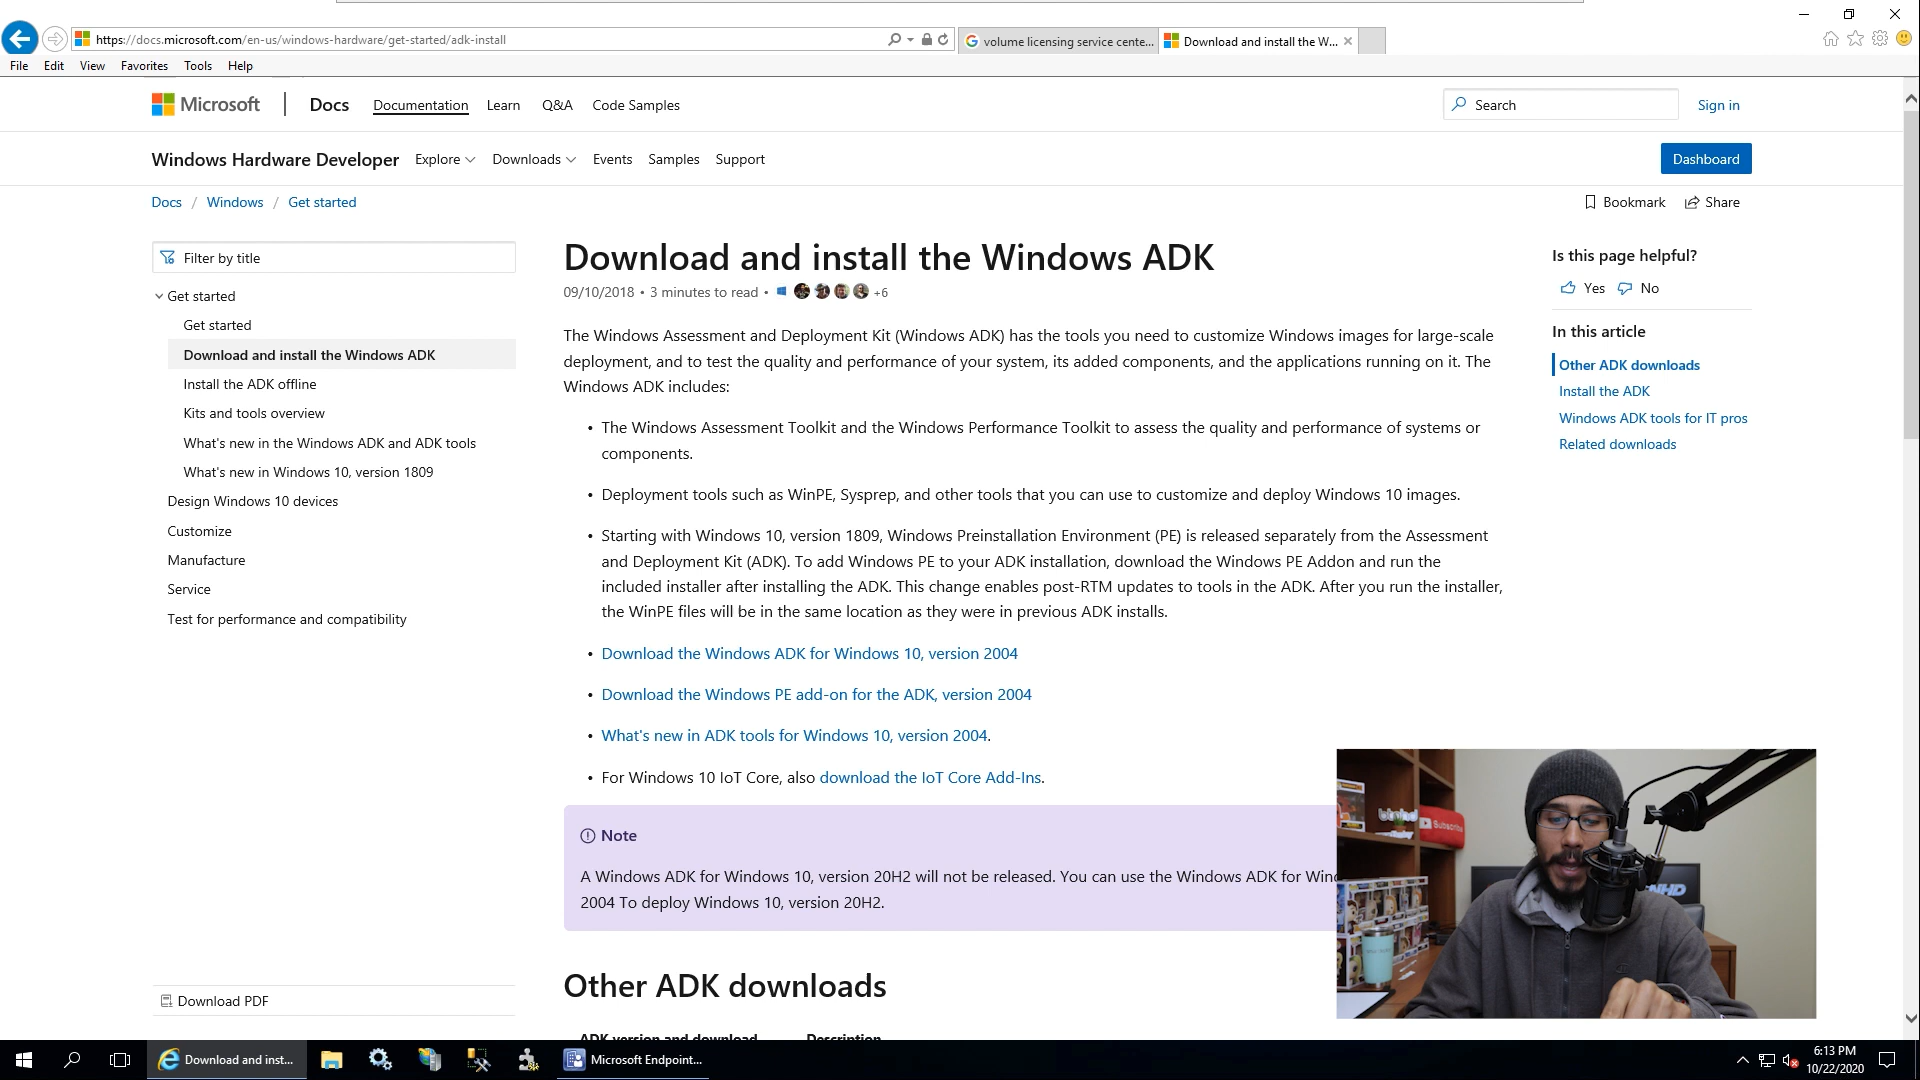 https://docs.microsoft.com/en-us/windows-hardware/get-started/adk-install
volume licensing service cente...
Download and install the W...
File Edit View Favorites Tools Help
Microsoft Docs Documentation Learn Q&A Code Samples
Search
Sign in
Windows Hardware Developer Explore Downloads Events Samples Support
Dashboard
Docs / Windows / Get started
Bookmark Share
Filter by title
Get started
Get started
Download and install the Windows ADK
Install the ADK offline
Kits and tools overview
What's new in the Windows ADK and ADK tools
What's new in Windows 10, version 1809
Design Windows 10 devices
Customize
Manufacture
Service
Test for performance and compatibility
Download PDF
Download and install the Windows ADK
09/10/2018 • 3 minutes to read • +6
The Windows Assessment and Deployment Kit (Windows ADK) has the tools you need to customize Windows images for large-scale
deployment, and to test the quality and performance of your system, its added components, and the applications running on it. The
Windows ADK includes:
• The Windows Assessment Toolkit and the Windows Performance Toolkit to assess the quality and performance of systems or
components.
• Deployment tools such as WinPE, Sysprep, and other tools that you can use to customize and deploy Windows 10 images.
• Starting with Windows 10, version 1809, Windows Preinstallation Environment (PE) is released separately from the Assessment
and Deployment Kit (ADK). To add Windows PE to your ADK installation, download the Windows PE Addon and run the
included installer after installing the ADK. This change enables post-RTM updates to tools in the ADK. After you run the installer,
the WinPE files will be in the same location as they were in previous ADK installs.
• Download the Windows ADK for Windows 10, version 2004
• Download the Windows PE add-on for the ADK, version 2004
• What's new in ADK tools for Windows 10, version 2004.
• For Windows 10 IoT Core, also download the IoT Core Add-Ins.
Note
A Windows ADK for Windows 10, version 20H2 will not be released. You can use the Windows ADK for Win
2004 To deploy Windows 10, version 20H2.
Other ADK downloads
ADK version and download Description
Is this page helpful?
Yes No
In this article
Other ADK downloads
Install the ADK
Windows ADK tools for IT pros
Related downloads
btnhd
Subscribe
NHD
Download and inst...
Microsoft Endpoint...
6:13 PM
10/22/2020